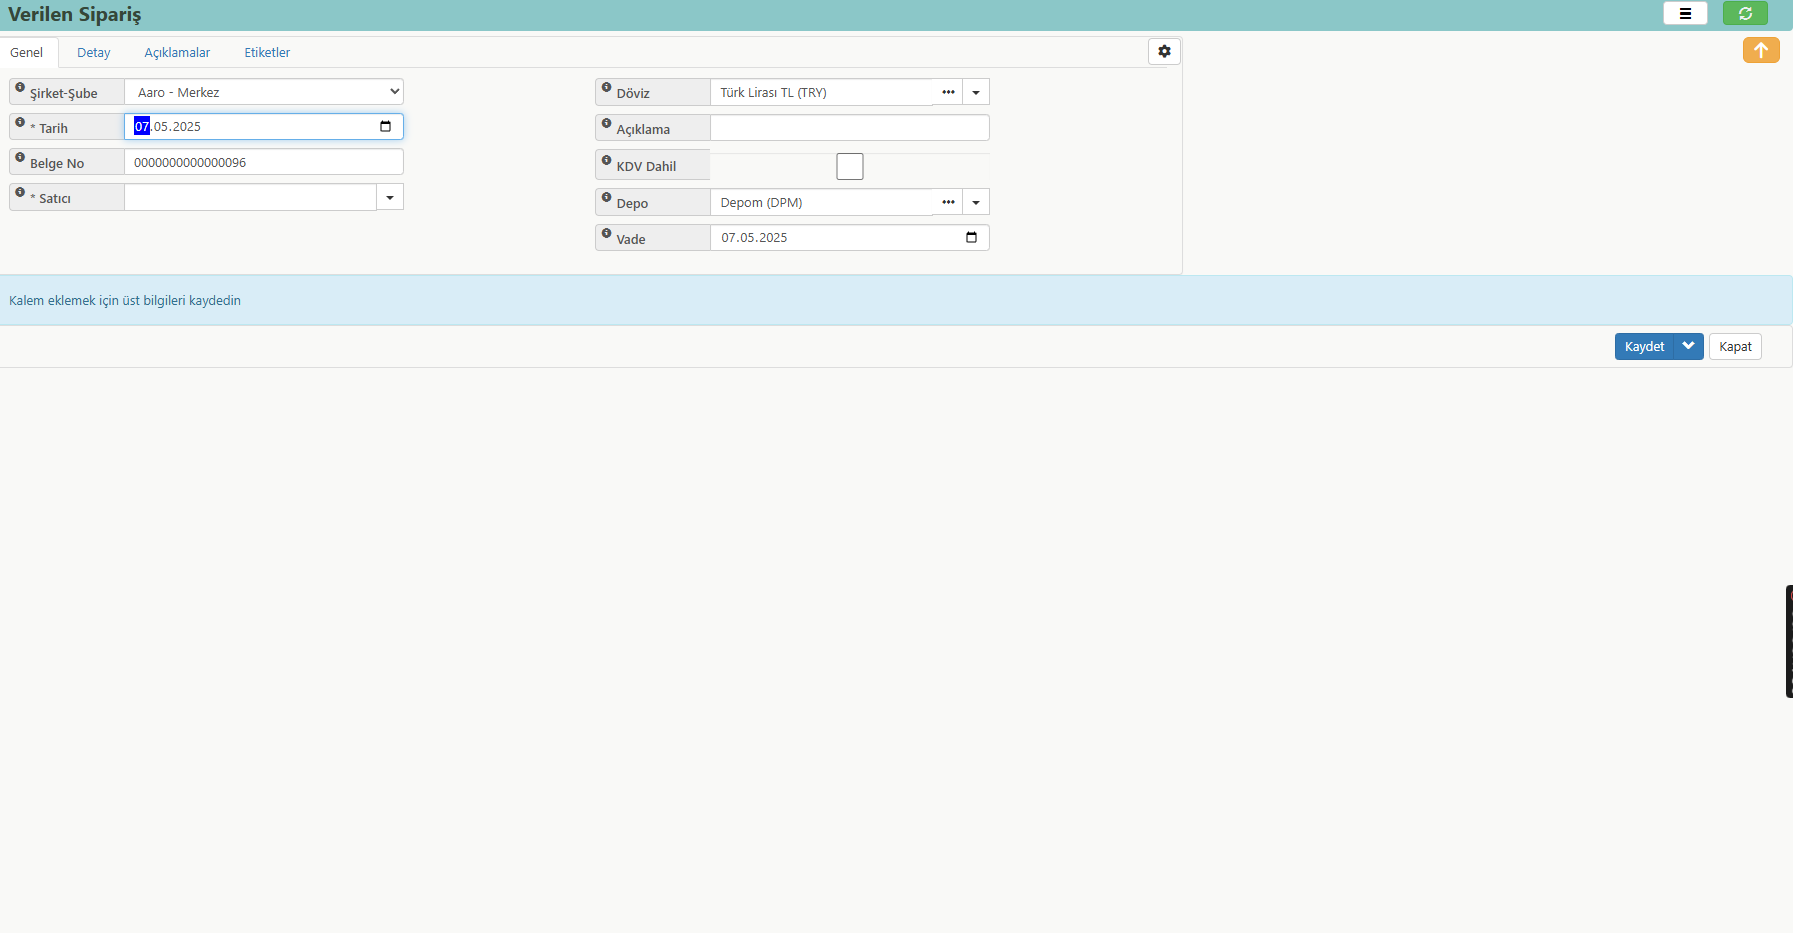 Verilen Sipariş
Genel
Detay
Açıklamalar
Etiketler
Şirket-Şube
Aaro - Merkez
* Tarih
07.05.2025
Belge No
0000000000000096
* Satıcı
Döviz
Türk Lirası TL (TRY)
Açıklama
KDV Dahil
Depo
Depom (DPM)
Vade
07.05.2025
Kalem eklemek için üst bilgileri kaydedin
Kaydet
Kapat